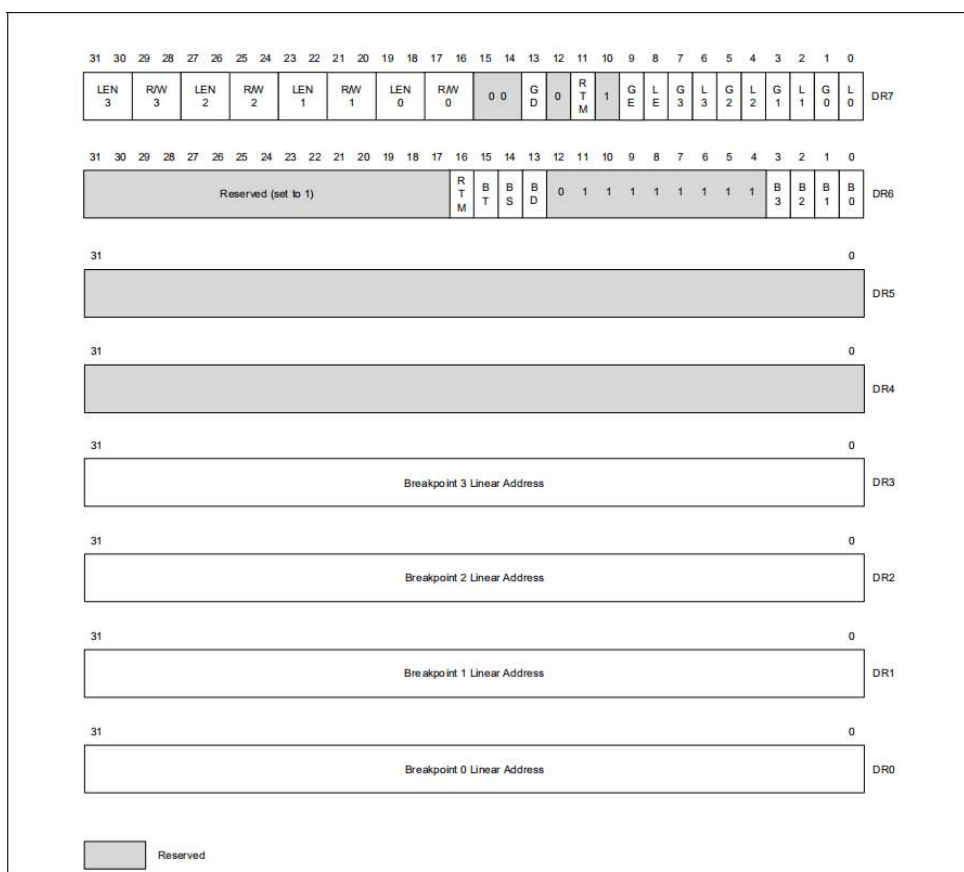 31 30 29 28 27 26 25 24 23 22 21 20 19 18 17 16 15 14 13 12 11 10 9 8 7 6 5 4 3 2 1 0
LEN 3 R/W 3 LEN 2 R/W 2 LEN 1 R/W 1 LEN 0 R/W 0 0 0 G D 0 R T M 1 G E L E G 3 L 3 G 2 L 2 G 1 L 1 G 0 L 0 DR7
31 30 29 28 27 26 25 24 23 22 21 20 19 18 17 16 15 14 13 12 11 10 9 8 7 6 5 4 3 2 1 0
Reserved (set to 1) R T M B T B S B D 0 1 1 1 1 1 1 1 1 B 3 B 2 B 1 B 0 DR6
31 0
DR5
31 0
DR4
31 0
Breakpoint 3 Linear Address DR3
31 0
Breakpoint 2 Linear Address DR2
31 0
Breakpoint 1 Linear Address DR1
31 0
Breakpoint 0 Linear Address DR0
Reserved